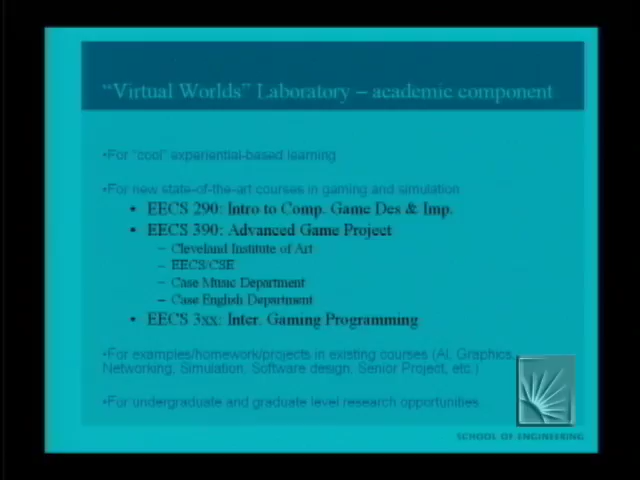 “Virtual Worlds” Laboratory – academic component
•For “cool” experiential-based learning
•For new state-of-the-art courses in gaming and simulation
• EECS 290: Intro to Comp. Game Des & Imp.
• EECS 390: Advanced Game Project
– Cleveland Institute of Art
– EECS/CSE
– Case Music Department
– Case English Department
• EECS 3xx: Inter. Gaming Programming
•For examples/homework/projects in existing courses (AI, Graphics,
Networking, Simulation, Software design, Senior Project, etc.)
•For undergraduate and graduate level research opportunities
SCHOOL OF ENGINEERING